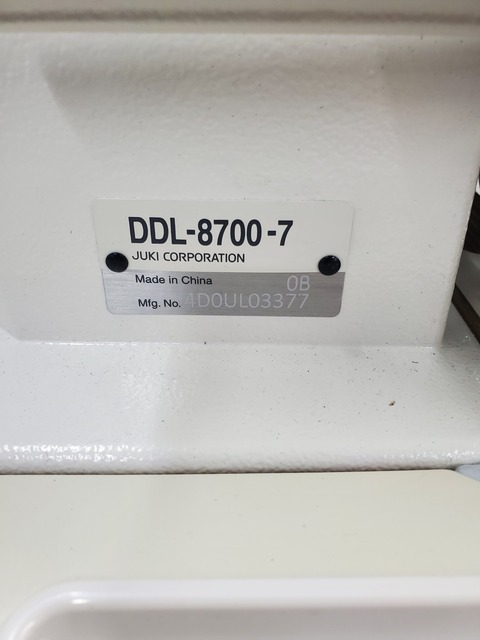 DDL-8700-7
JUKI CORPORATION
Made in China 0B
Mfg. No. 4D0UL03377